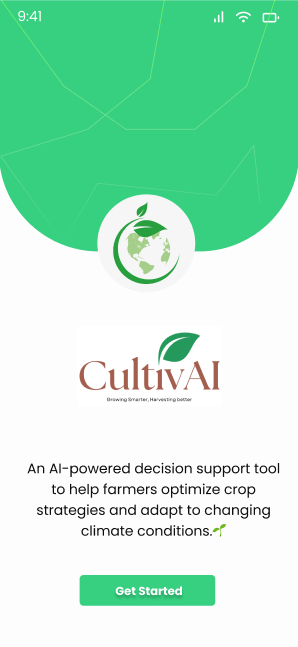 9:41
CultivAI
Growing Smarter, Harvesting better
An AI-powered decision support tool
to help farmers optimize crop
strategies and adapt to changing
climate conditions.🌱
Get Started